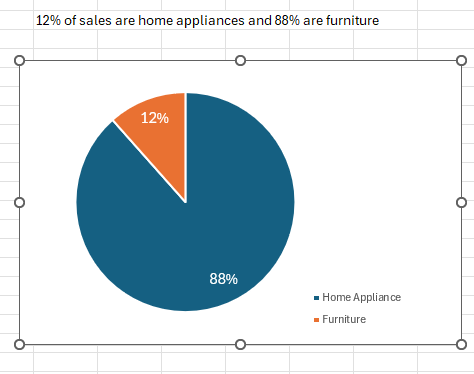 12% of sales are home appliances and 88% are furniture
12%
88%
Home Appliance
Furniture